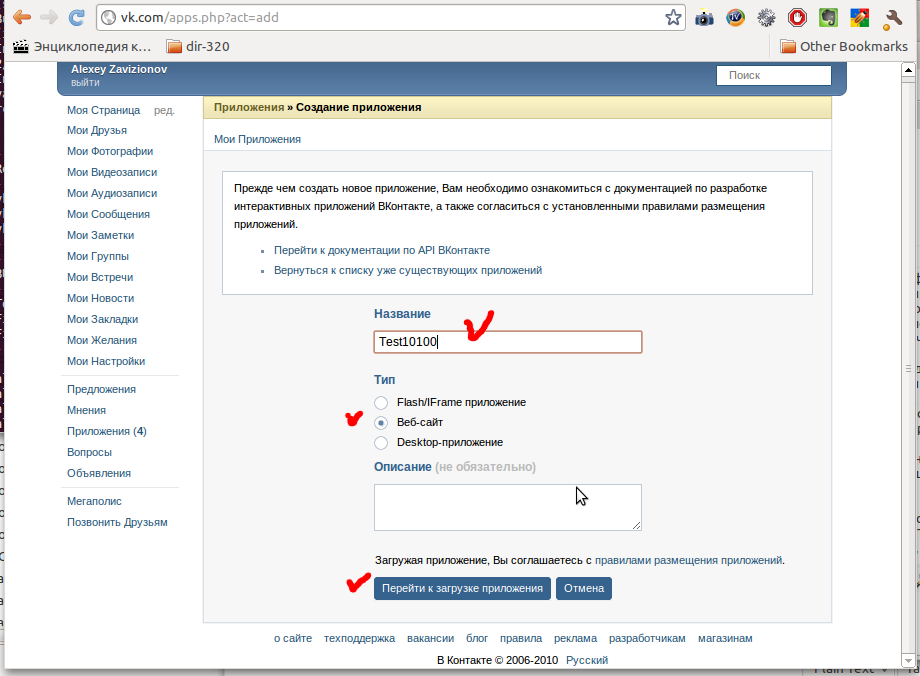 vk.com/apps.php?act=add
Энциклопедия к...
dir-320
Other Bookmarks
Alexey Zavizionov
выйти
Поиск
Моя Страница ред.
Мои Друзья
Мои Фотографии
Мои Видеозаписи
Мои Аудиозаписи
Мои Сообщения
Мои Заметки
Мои Группы
Мои Встречи
Мои Новости
Мои Закладки
Мои Желания
Мои Настройки
Предложения
Мнения
Приложения (4)
Вопросы
Объявления
Мегаполис
Позвонить Друзьям
Приложения » Создание приложения
Мои Приложения
Прежде чем создать новое приложение, Вам необходимо ознакомиться с документацией по разработке
интерактивных приложений ВКонтакте, а также согласиться с установленными правилами размещения
приложений.
Перейти к документации по API ВКонтакте
Вернуться к списку уже существующих приложений
Название
Test10100
Тип
Flash/IFrame приложение
Веб-сайт
Desktop-приложение
Описание (не обязательно)
Загружая приложение, Вы соглашаетесь с правилами размещения приложений.
Перейти к загрузке приложения
Отмена
о сайте техподдержка вакансии блог правила реклама разработчикам магазинам
В Контакте © 2006-2010 Русский
Plain Text